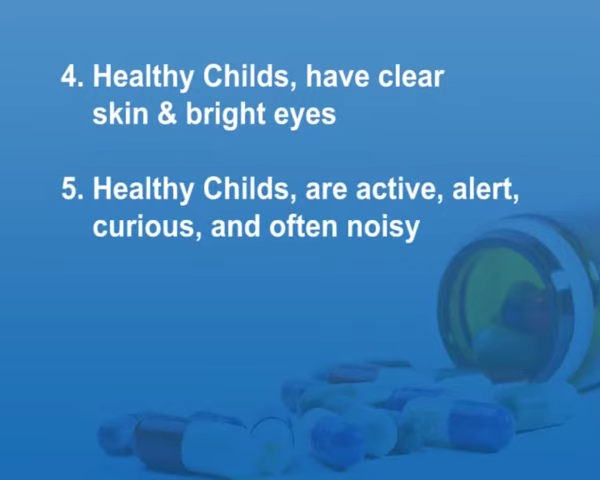 4. Healthy Childs, have clear
skin & bright eyes
5. Healthy Childs, are active, alert,
curious, and often noisy